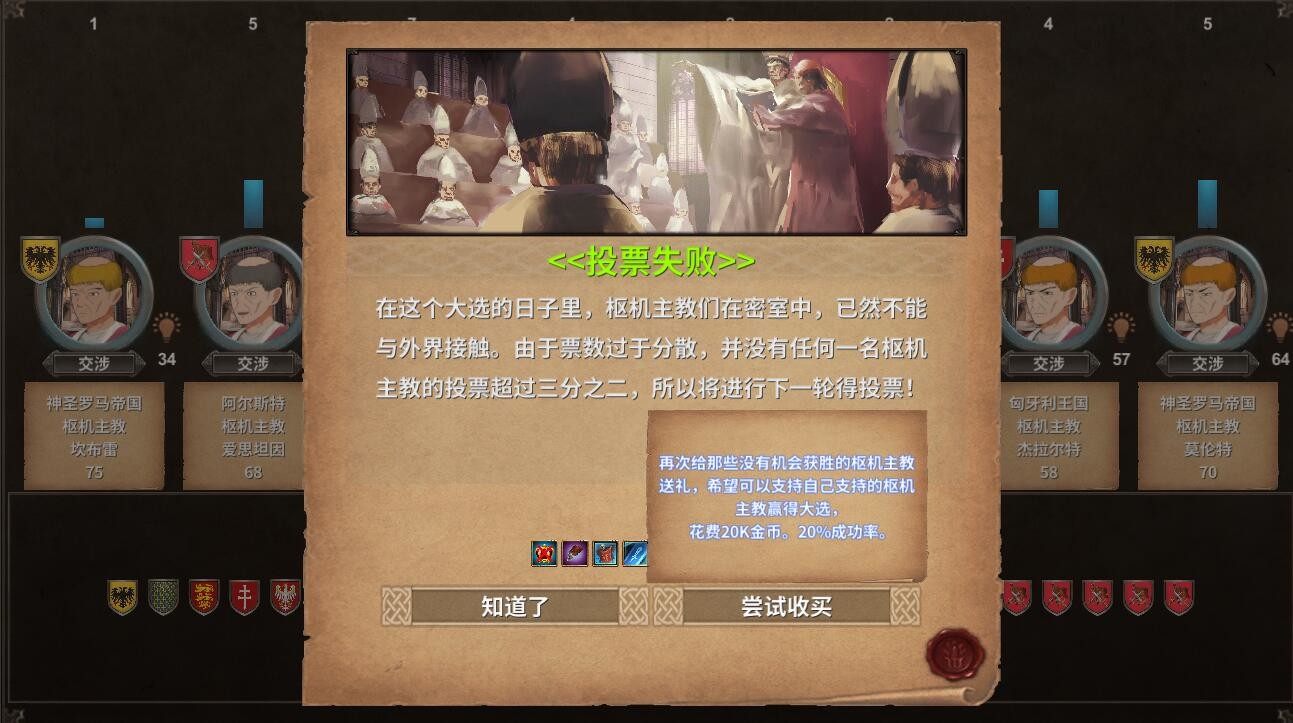 1
5
4
5
<<投票失败>>
在这个大选的日子里，枢机主教们在密室中，已然不能
与外界接触。由于票数过于分散，并没有任何一名枢机
主教的投票超过三分之二，所以将进行下一轮得投票！
交涉
34
交涉
交涉
57
交涉
64
神圣罗马帝国
枢机主教
坎布雷
75
阿尔斯特
枢机主教
爱思坦因
68
匈牙利王国
枢机主教
杰拉尔特
58
神圣罗马帝国
枢机主教
莫伦特
70
再次给那些没有机会获胜的枢机主教
送礼，希望可以支持自己支持的枢机
主教赢得大选，
花费20K金币。20%成功率。
知道了
尝试收买